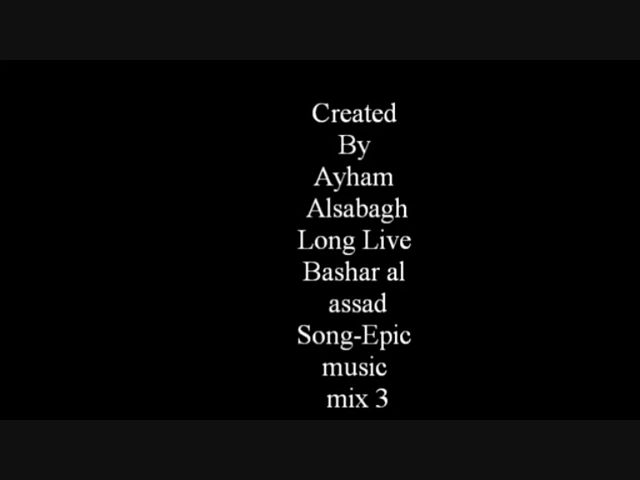 Created
By
Ayham
Alsabagh
Long Live
Bashar al
assad
Song-Epic
music
mix 3